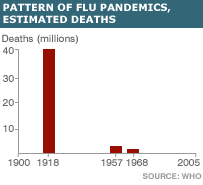 PATTERN OF FLU PANDEMICS,
ESTIMATED DEATHS
Deaths (millions)
40
30
20
10
1900 1918 1957 1968 2005
SOURCE: WHO